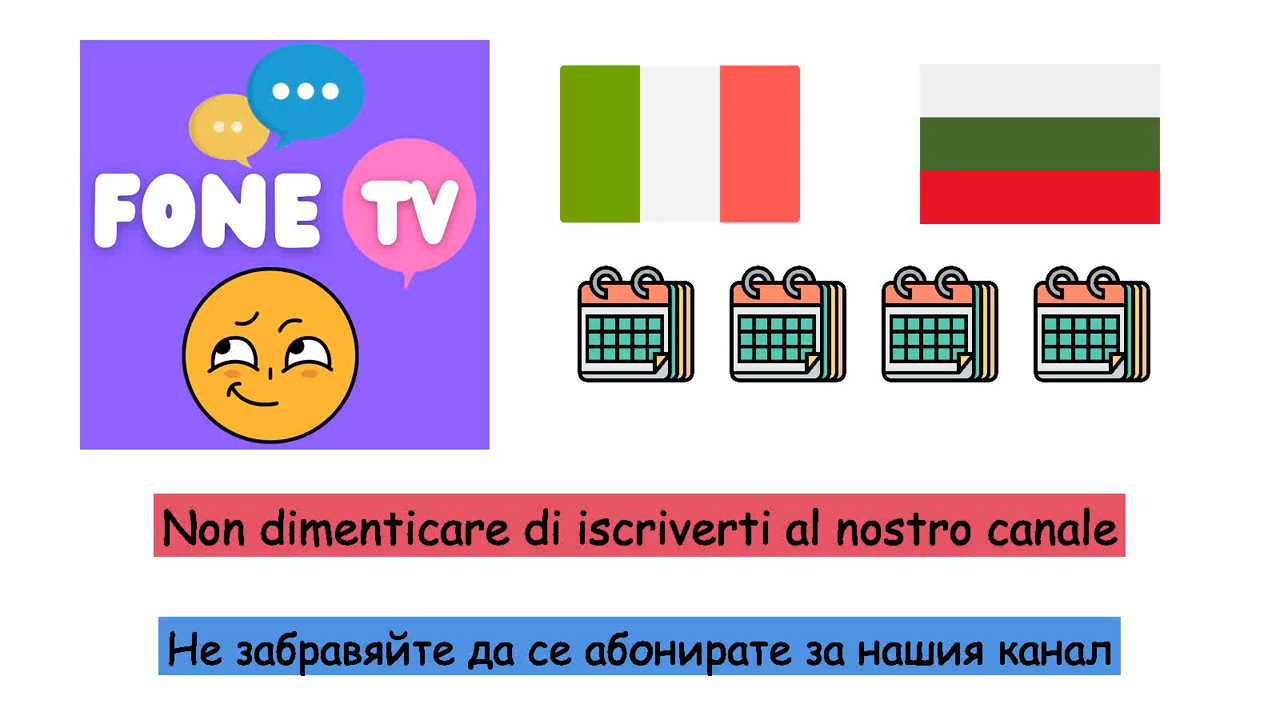 FONE TV
Non dimenticare di iscriverti al nostro canale
Не забравяйте да се абонирате за нашия канал